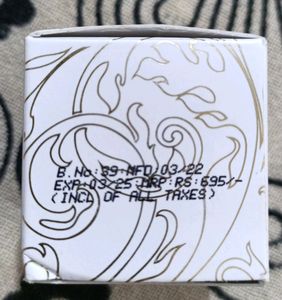 B.No:39 MFD.03/22
EXP:03/25 MRP:RS:695/-
(INCL OF ALL TAXES)